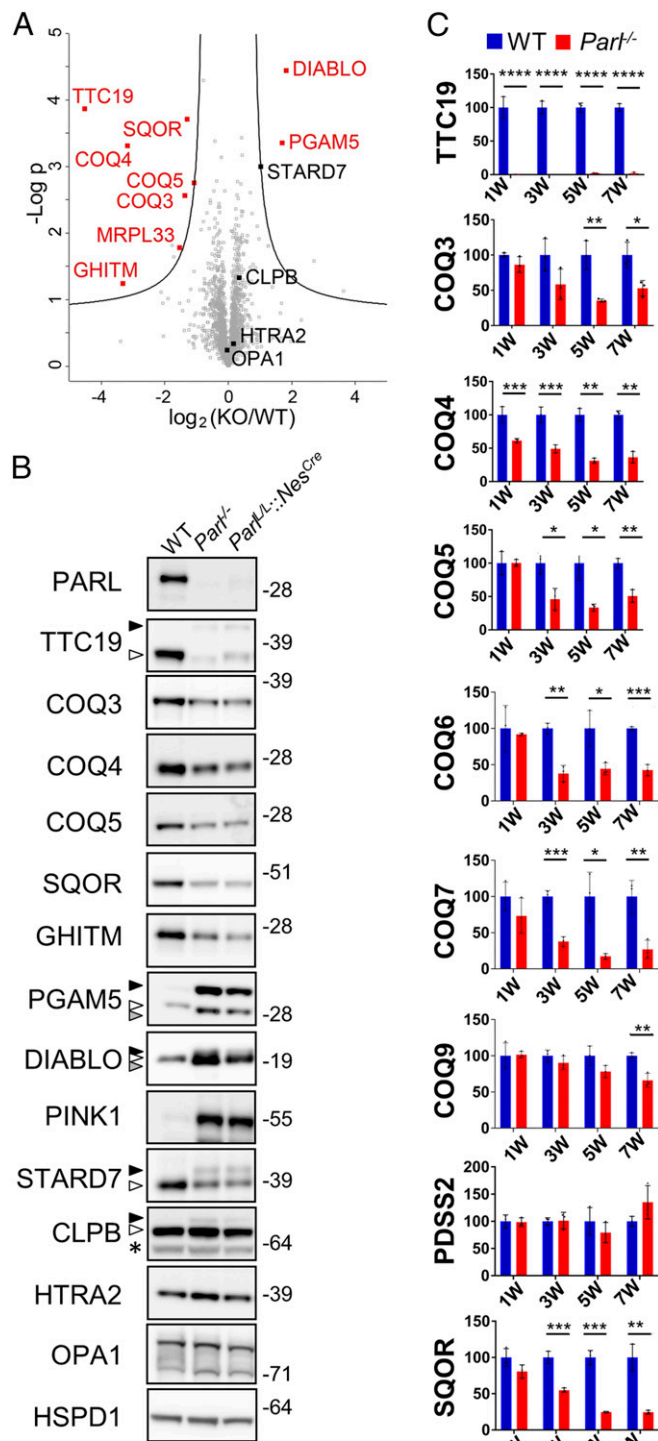 A
-Log p
5
4
3
2
1
0
TTC19
SQOR
COQ4
COQ5
COQ3
MRPL33
GHITM
DIABLO
PGAM5
STARD7
CLPB
HTRA2
OPA1
-4 -2 0 2 4
log2 (KO/WT)
B
WT Parl-/- ParlL/L::NesCre
PARL
-28
TTC19
-39
COQ3
-39
COQ4
-28
COQ5
-28
SQOR
-51
GHITM
-28
PGAM5
-28
DIABLO
-19
PINK1
-55
STARD7
-39
CLPB
*
-64
HTRA2
-39
OPA1
-71
HSPD1
-64
C
WT Parl-/-
TTC19
**** **** **** ****
150
100
50
0
1W 3W 5W 7W
COQ3
** *
150
100
50
0
1W 3W 5W 7W
COQ4
*** *** ** **
150
100
50
0
1W 3W 5W 7W
COQ5
* * **
150
100
50
0
1W 3W 5W 7W
COQ6
** * ***
150
100
50
0
1W 3W 5W 7W
COQ7
*** * **
150
100
50
0
1W 3W 5W 7W
COQ9
**
150
100
50
0
1W 3W 5W 7W
PDSS2
200
150
100
50
0
1W 3W 5W 7W
SQOR
*** *** **
150
100
50
0